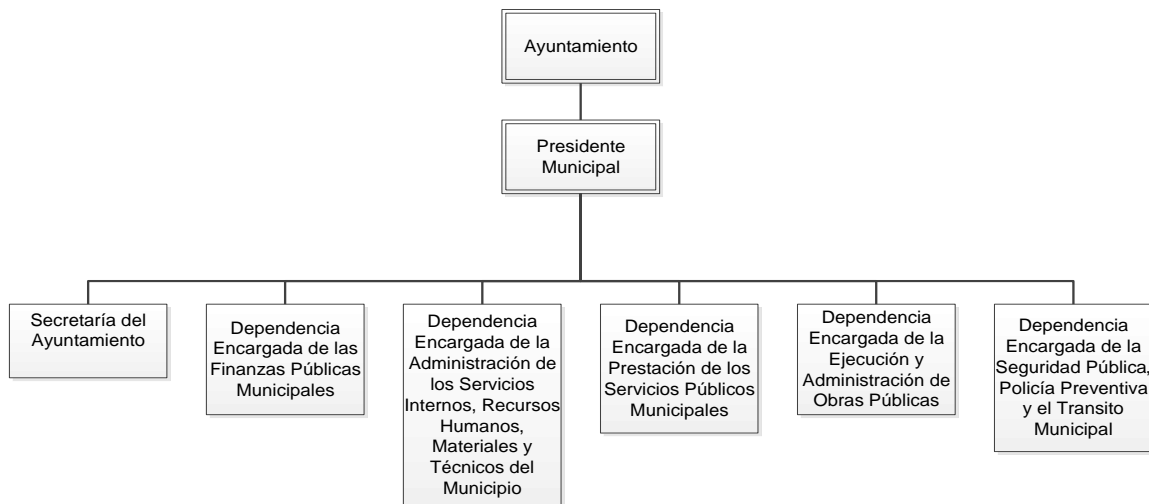 Ayuntamiento
Presidente
Municipal
Secretaría del
Ayuntamiento
Dependencia
Encargada de las
Finanzas Públicas
Municipales
Dependencia
Encargada de la
Administración de
los Servicios
Internos, Recursos
Humanos,
Materiales y
Técnicos del
Municipio
Dependencia
Encargada de la
Prestación de los
Servicios Públicos
Municipales
Dependencia
Encargada de la
Ejecución y
Administración de
Obras Públicas
Dependencia
Encargada de la
Seguridad Pública,
Policía Preventiva
y el Transito
Municipal